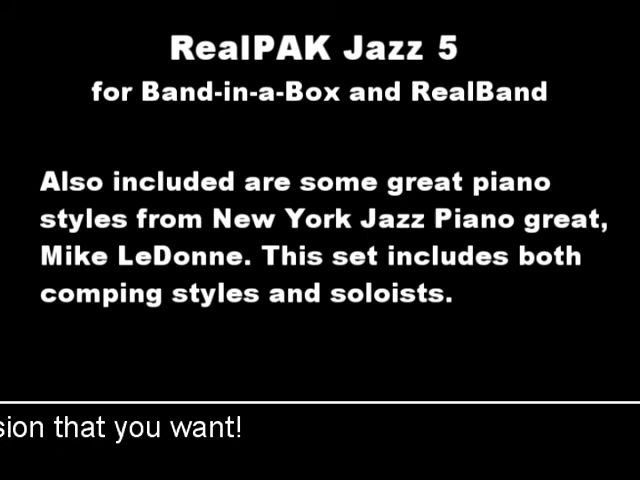 RealPAK Jazz 5
for Band-in-a-Box and RealBand
Also included are some great piano
styles from New York Jazz Piano great,
Mike LeDonne. This set includes both
comping styles and soloists.
sion that you want!